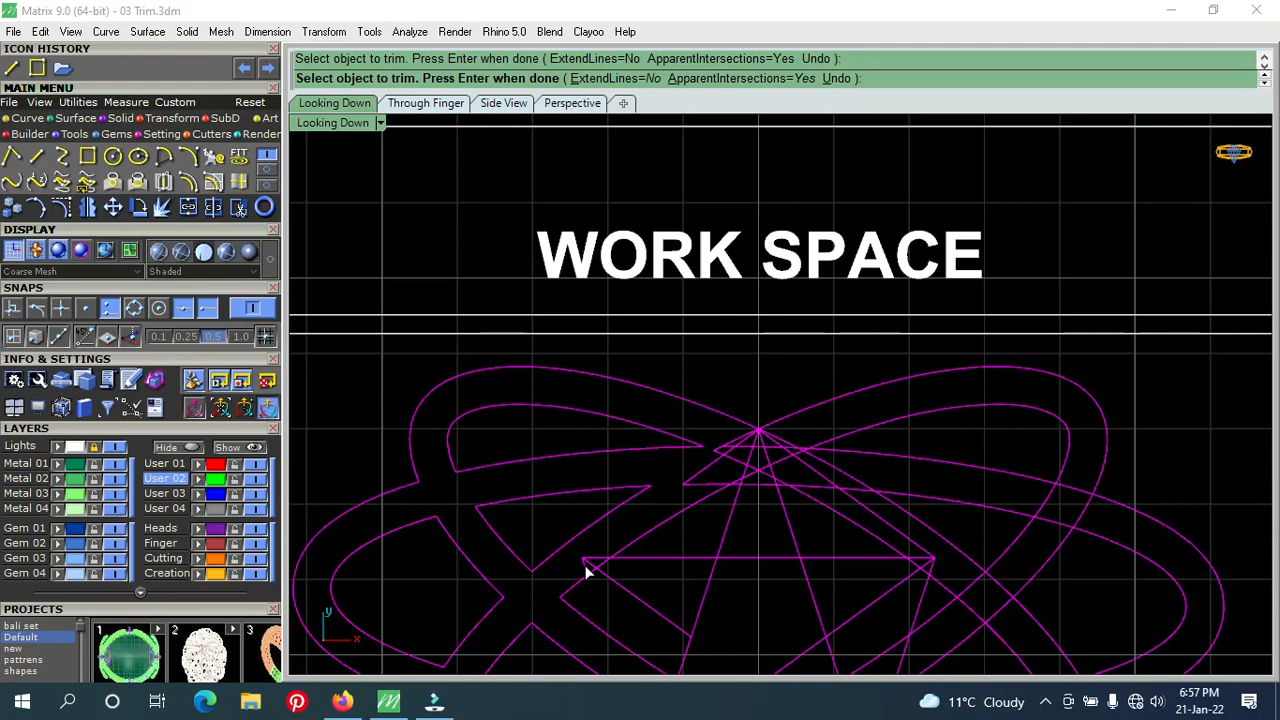 Matrix 9.0 (64-bit) - 03 Trim.3dm
File Edit View Curve Surface Solid Mesh Dimension Transform Tools Analyze Render Rhino 5.0 Blend Clayoo Help
ICON HISTORY
Select object to trim. Press Enter when done ( ExtendLines=No ApparentIntersections=Yes Undo ):
Select object to trim. Press Enter when done ( ExtendLines=No ApparentIntersections=Yes Undo ):
MAIN MENU
File View Utilities Measure Custom Reset
Curve Surface Solid Transform SubD Art
Builder Tools Gems Setting Cutters Render
Looking Down Through Finger Side View Perspective
Looking Down
FIT
WORK SPACE
DISPLAY
Coarse Mesh Shaded
SNAPS
0.1 0.25 0.5 1.0
INFO & SETTINGS
LAYERS
Lights Hide Show
Metal 01 User 01
Metal 02 User 02
Metal 03 User 03
Metal 04 User 04
Gem 01 Heads
Gem 02 Finger
Gem 03 Cutting
Gem 04 Creation
PROJECTS
bali set
Default
new
pattrens
shapes
1 2 3
y
x
11°C Cloudy
6:57 PM
21-Jan-22